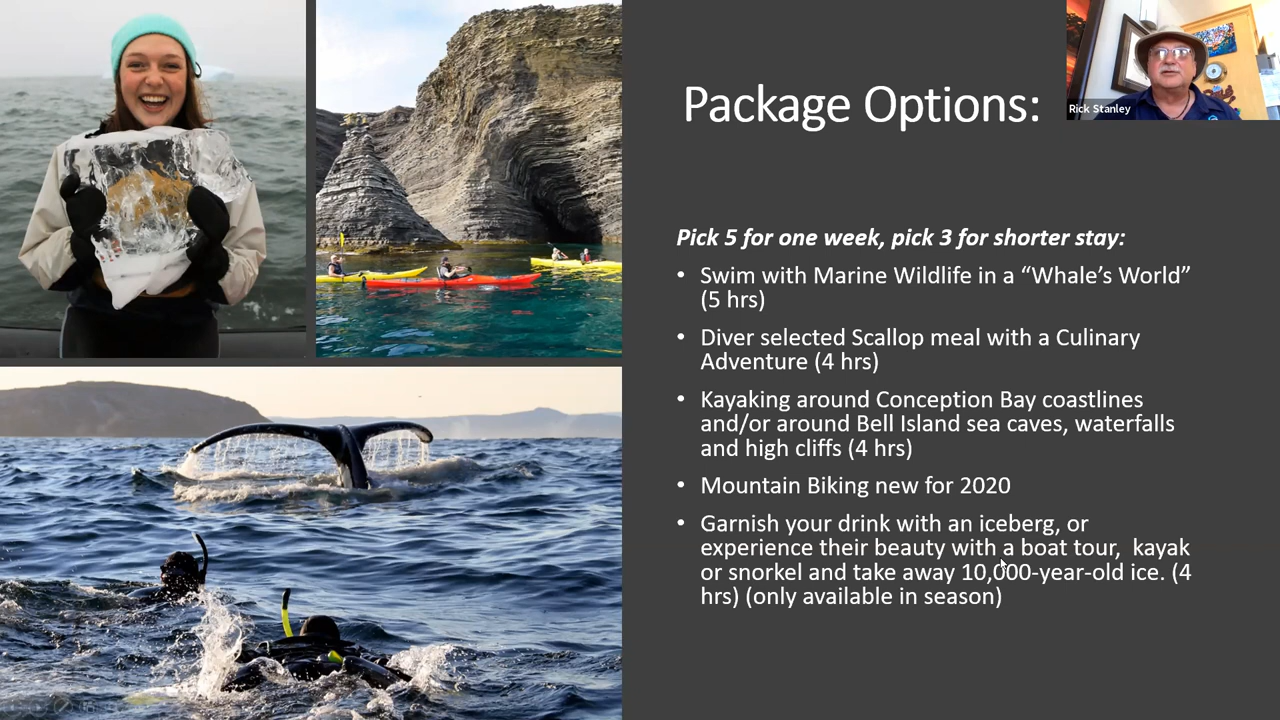 Package Options:
Rick Stanley
Pick 5 for one week, pick 3 for shorter stay:
• Swim with Marine Wildlife in a “Whale’s World”
(5 hrs)
• Diver selected Scallop meal with a Culinary
Adventure (4 hrs)
• Kayaking around Conception Bay coastlines
and/or around Bell Island sea caves, waterfalls
and high cliffs (4 hrs)
• Mountain Biking new for 2020
• Garnish your drink with an iceberg, or
experience their beauty with a boat tour,  kayak
or snorkel and take away 10,000-year-old ice. (4
hrs) (only available in season)